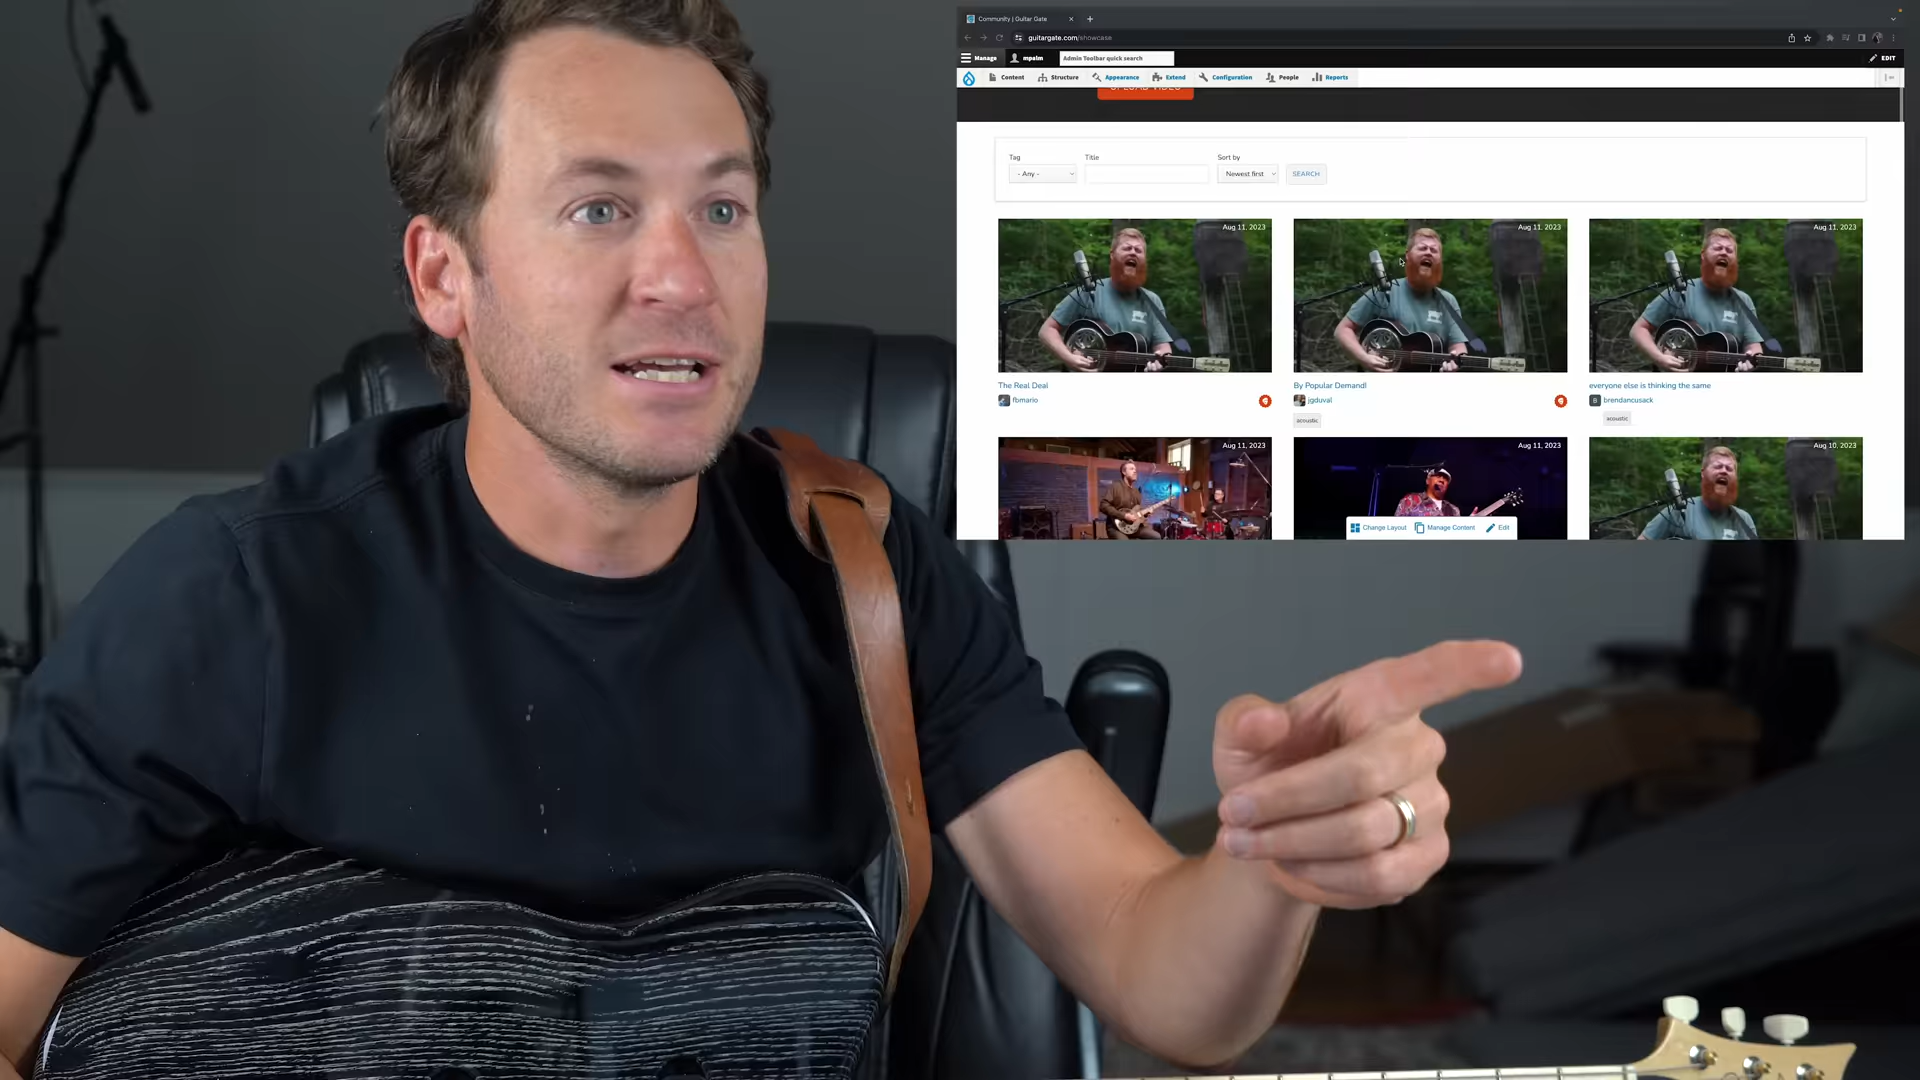 Community | Guitar Gate
guitargate.com/showcase
Manage mpalm Admin Toolbar quick search EDIT
Content Structure Appearance Extend Configuration People Reports
UPLOAD VIDEO
Tag Title Sort by
- Any - Newest first SEARCH
Aug 11, 2023 Aug 11, 2023 Aug 11, 2023
The Real Deal By Popular Demand! everyone else is thinking the same
fbmario jgduval B brendancusack
acoustic acoustic
Aug 11, 2023 Aug 11, 2023 Aug 10, 2023
Change Layout Manage Content Edit